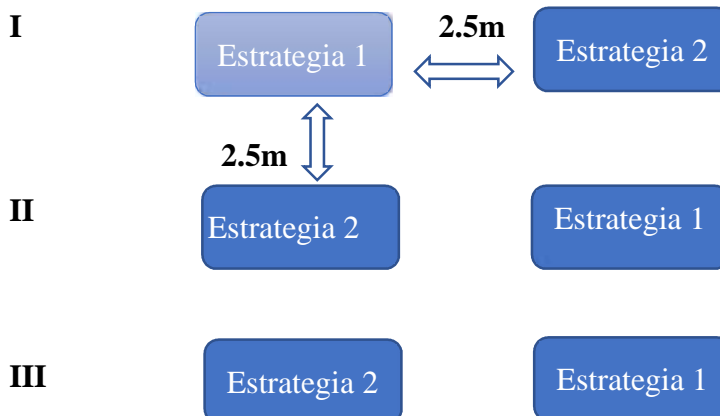 I
Estrategia 1
2.5m
Estrategia 2
2.5m
II
Estrategia 2
Estrategia 1
III
Estrategia 2
Estrategia 1